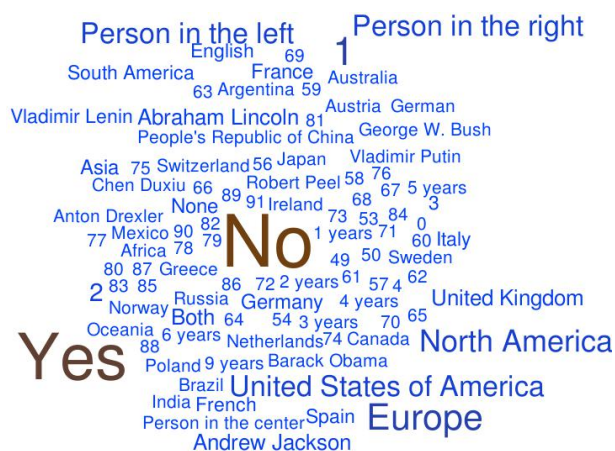 Person in the left
Person in the right
English
69
1
South America
France
Australia
63
Argentina
59
Austria
German
Vladimir Lenin
Abraham Lincoln
81
People's Republic of China
George W. Bush
Asia
75
Switzerland
56
Japan
Vladimir Putin
76
Chen Duxiu
66
Robert Peel
58
67
5 years
None
89
91
Ireland
68
3
Anton Drexler
Mexico
90
82
No
73
53
84
0
77
Africa
78
79
1 years
71
60
Italy
49
50
Sweden
80
87
Greece
83
85
86
72
2 years
61
57
4
62
2
Norway
Russia
Germany
4 years
United Kingdom
Both
64
54
3 years
70
65
Oceania
6 years
Netherlands
74
Canada
North America
Yes
88
Poland
9 years
Barack Obama
Brazil
United States of America
India
French
Person in the center
Spain
Europe
Andrew Jackson